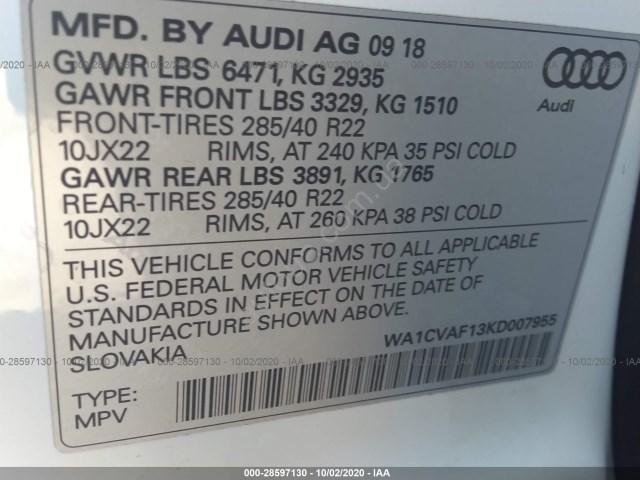 MFD. BY AUDI AG 09 18
GVWR LBS 6471, KG 2935
GAWR FRONT LBS 3329, KG 1510
FRONT-TIRES 285/40 R22
10JX22 RIMS, AT 240 KPA 35 PSI COLD
GAWR REAR LBS 3891, KG 1765
REAR-TIRES 285/40 R22
10JX22 RIMS, AT 260 KPA 38 PSI COLD
Audi
THIS VEHICLE CONFORMS TO ALL APPLICABLE
U.S. FEDERAL MOTOR VEHICLE SAFETY
STANDARDS IN EFFECT ON THE DATE OF
MANUFACTURE SHOWN ABOVE.
SLOVAKIA
WA1CVAF13KD007955
TYPE:
MPV
000-28597130 - 10/02/2020 - IAA